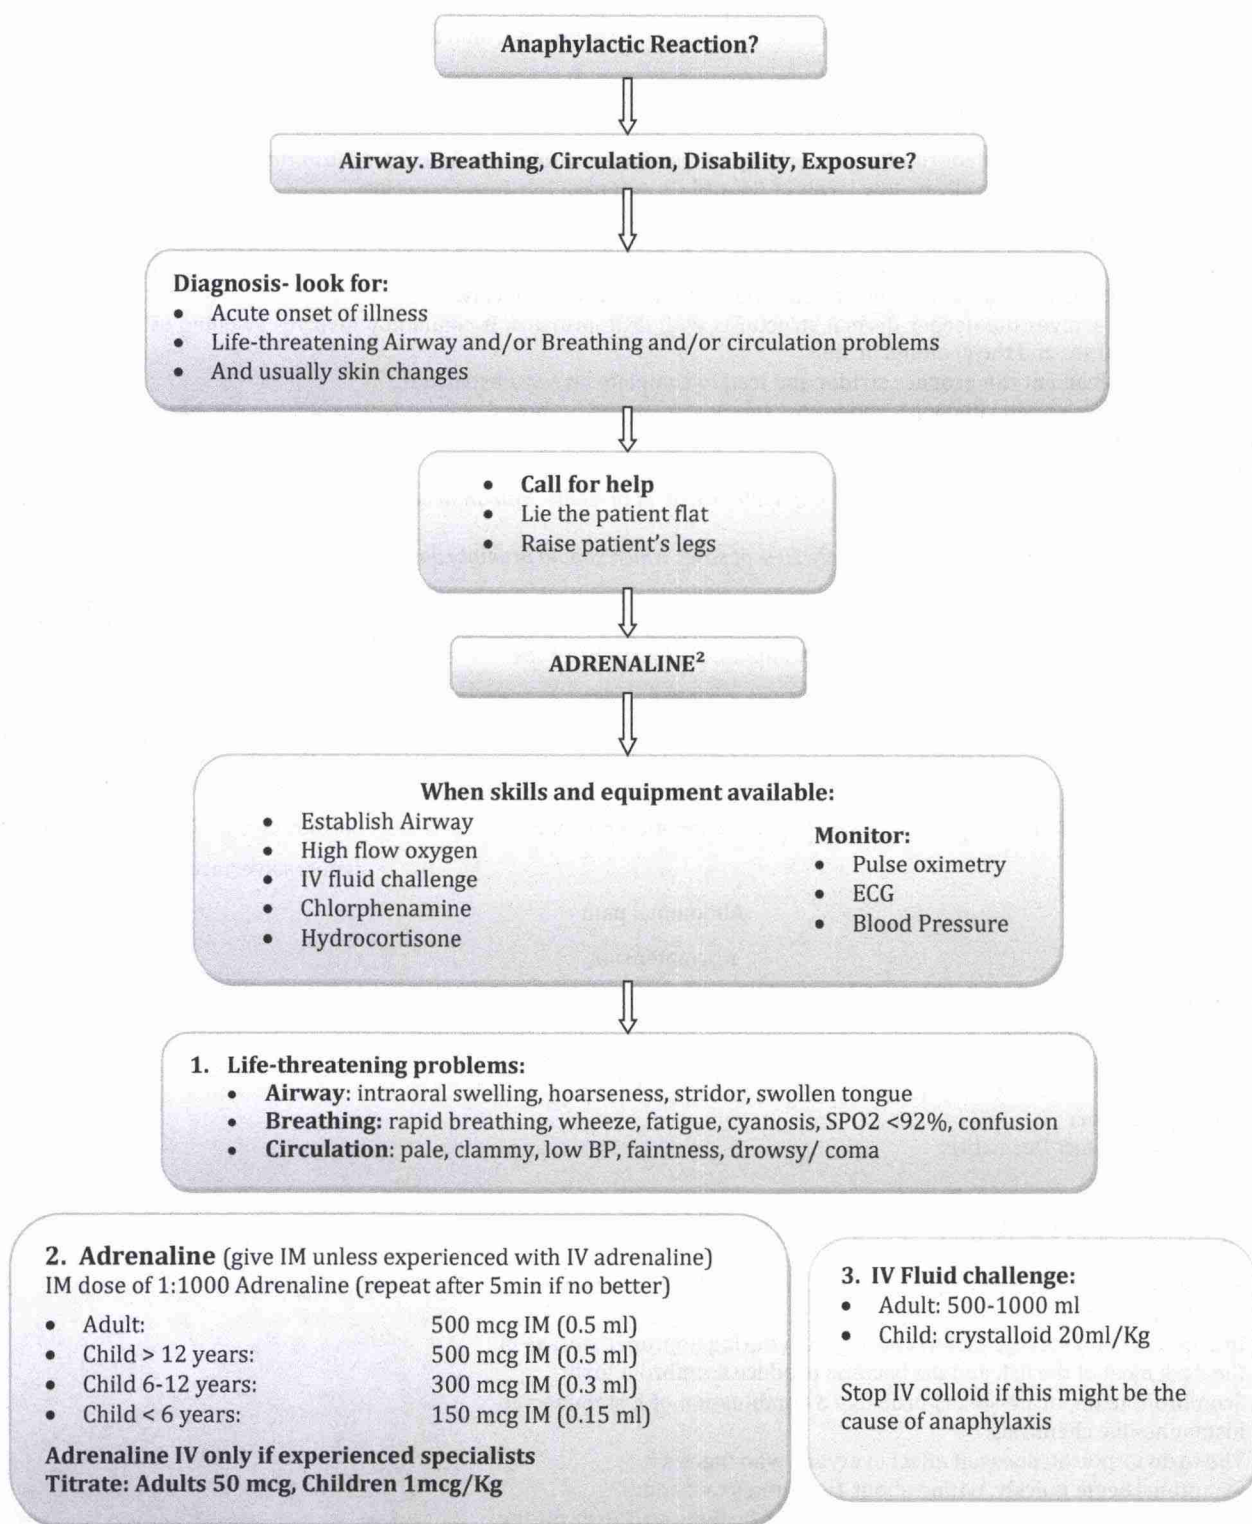 Anaphylactic Reaction?
Airway. Breathing, Circulation, Disability, Exposure?
Diagnosis- look for:
• Acute onset of illness
• Life-threatening Airway and/or Breathing and/or circulation problems
• And usually skin changes
• Call for help
• Lie the patient flat
• Raise patient's legs
ADRENALINE²
When skills and equipment available:
• Establish Airway
• High flow oxygen
• IV fluid challenge
• Chlorphenamine
• Hydrocortisone
Monitor:
• Pulse oximetry
• ECG
• Blood Pressure
1. Life-threatening problems:
• Airway: intraoral swelling, hoarseness, stridor, swollen tongue
• Breathing: rapid breathing, wheeze, fatigue, cyanosis, SPO2 <92%, confusion
• Circulation: pale, clammy, low BP, faintness, drowsy/ coma
2. Adrenaline (give IM unless experienced with IV adrenaline)
IM dose of 1:1000 Adrenaline (repeat after 5min if no better)
• Adult: 500 mcg IM (0.5 ml)
• Child > 12 years: 500 mcg IM (0.5 ml)
• Child 6-12 years: 300 mcg IM (0.3 ml)
• Child < 6 years: 150 mcg IM (0.15 ml)
Adrenaline IV only if experienced specialists
Titrate: Adults 50 mcg, Children 1mcg/Kg
3. IV Fluid challenge:
• Adult: 500-1000 ml
• Child: crystalloid 20ml/Kg
Stop IV colloid if this might be the
cause of anaphylaxis